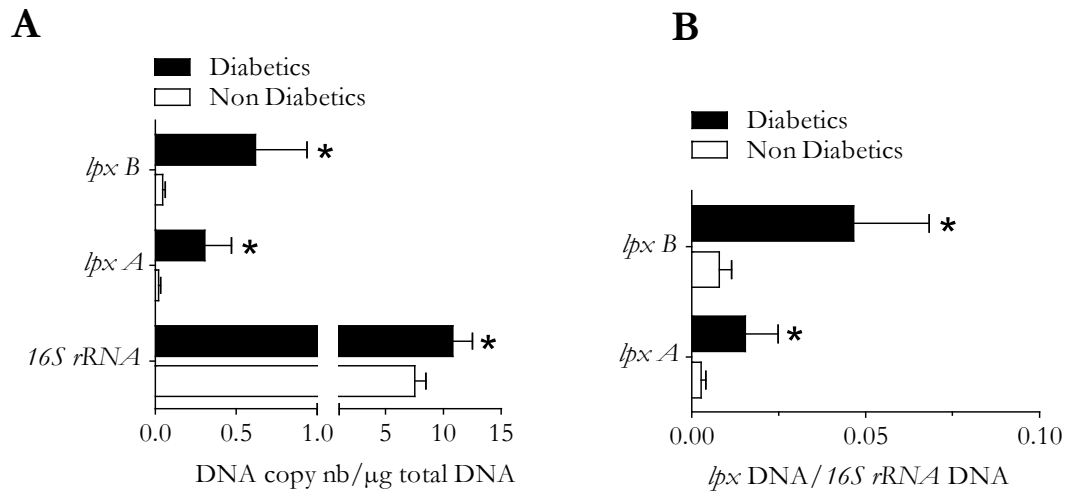 A
Diabetics
Non Diabetics
lpx B
*
lpx A
*
16S rRNA
*
0.0 0.5 1.0 5 10 15
DNA copy nb/µg total DNA
B
Diabetics
Non Diabetics
lpx B
*
lpx A
*
0.00 0.05 0.10
lpx DNA/16S rRNA DNA